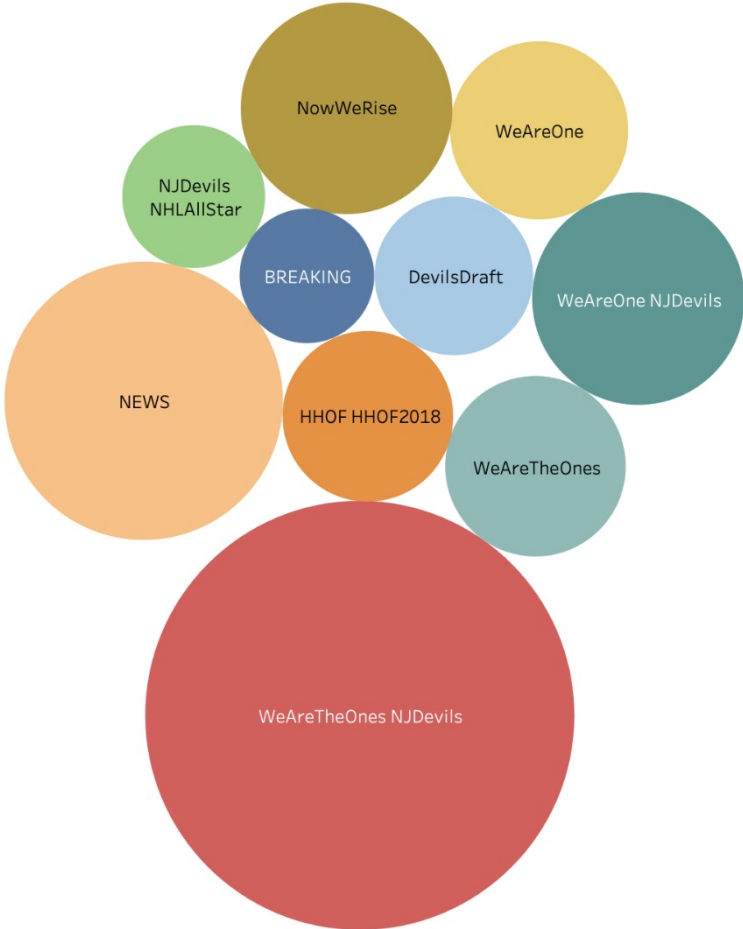 NowWeRise
WeAreOne
NJDevils
NHLAllStar
BREAKING
DevilsDraft
WeAreOne NJDevils
NEWS
HHOF HHOF2018
WeAreTheOnes
WeAreTheOnes NJDevils